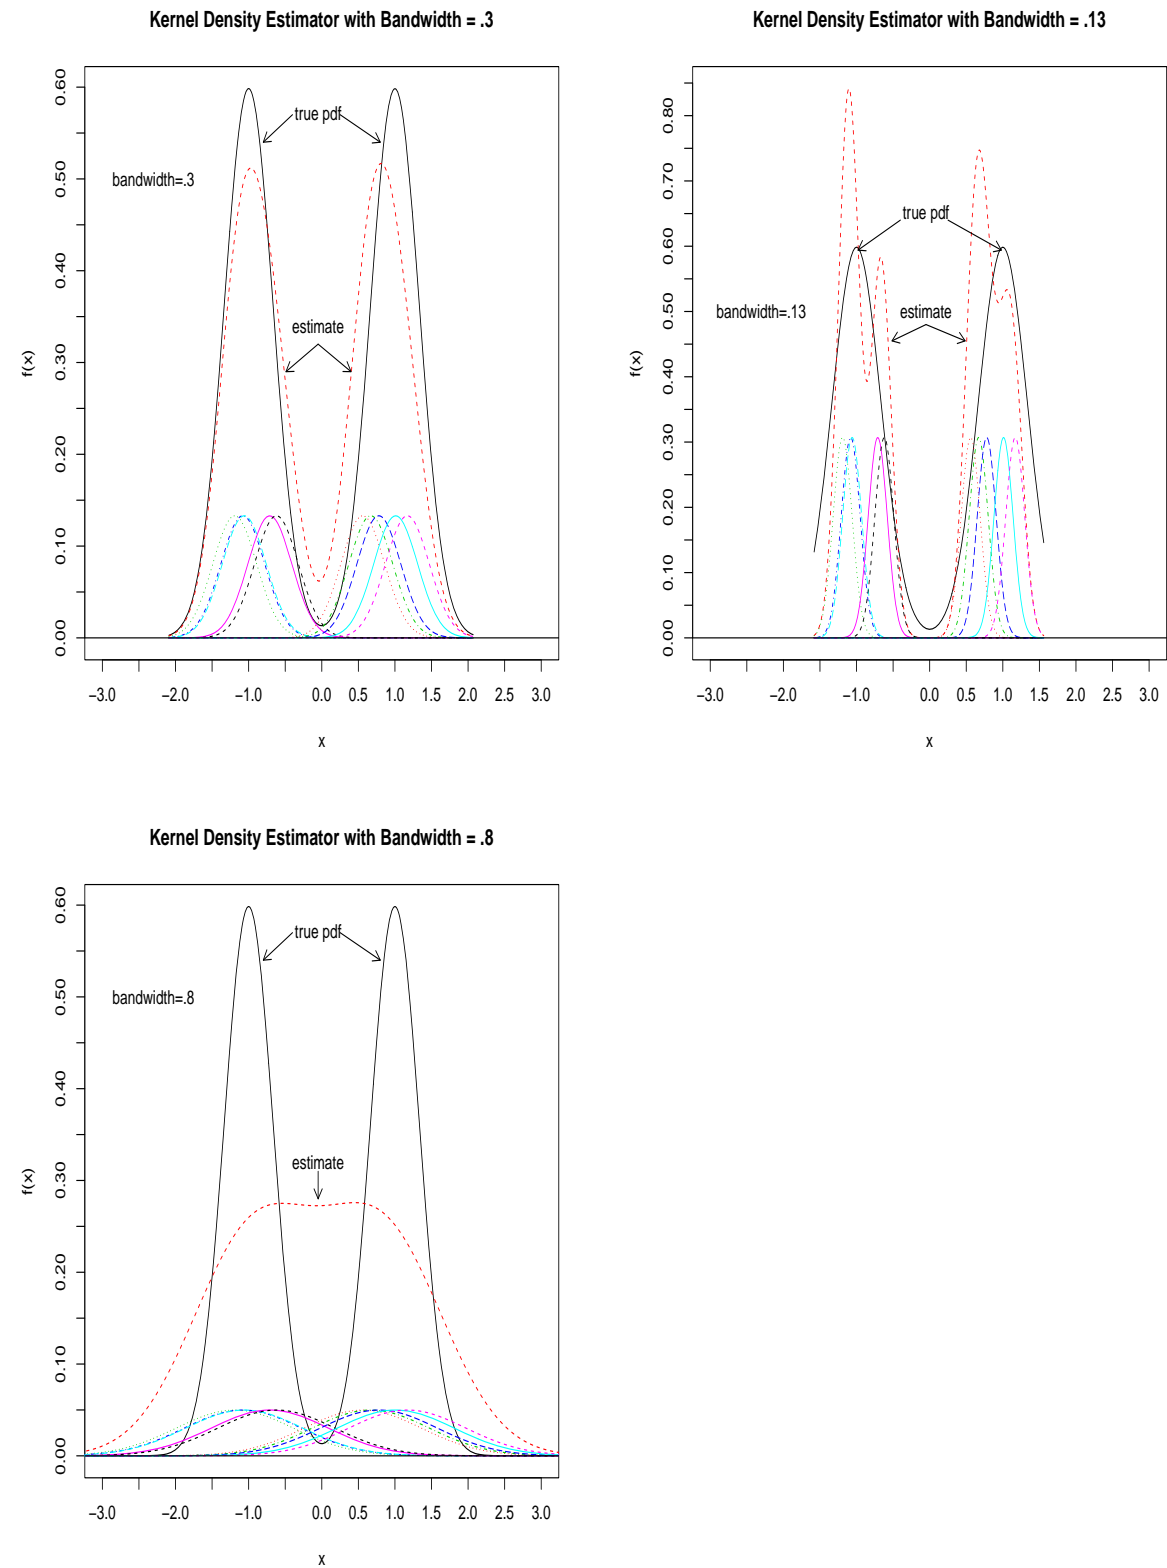 Kernel Density Estimator with Bandwidth = .3
0.60
0.50
0.40
0.30
0.20
0.10
0.00
f(x)
true pdf
bandwidth=.3
estimate
−3.0 −2.0 −1.0 0.0 0.5 1.0 1.5 2.0 2.5 3.0
x
Kernel Density Estimator with Bandwidth = .13
0.80
0.70
0.60
0.50
0.40
0.30
0.20
0.10
0.00
f(x)
true pdf
bandwidth=.13
estimate
−3.0 −2.0 −1.0 0.0 0.5 1.0 1.5 2.0 2.5 3.0
x
Kernel Density Estimator with Bandwidth = .8
0.60
0.50
0.40
0.30
0.20
0.10
0.00
f(x)
true pdf
bandwidth=.8
estimate
−3.0 −2.0 −1.0 0.0 0.5 1.0 1.5 2.0 2.5 3.0
x